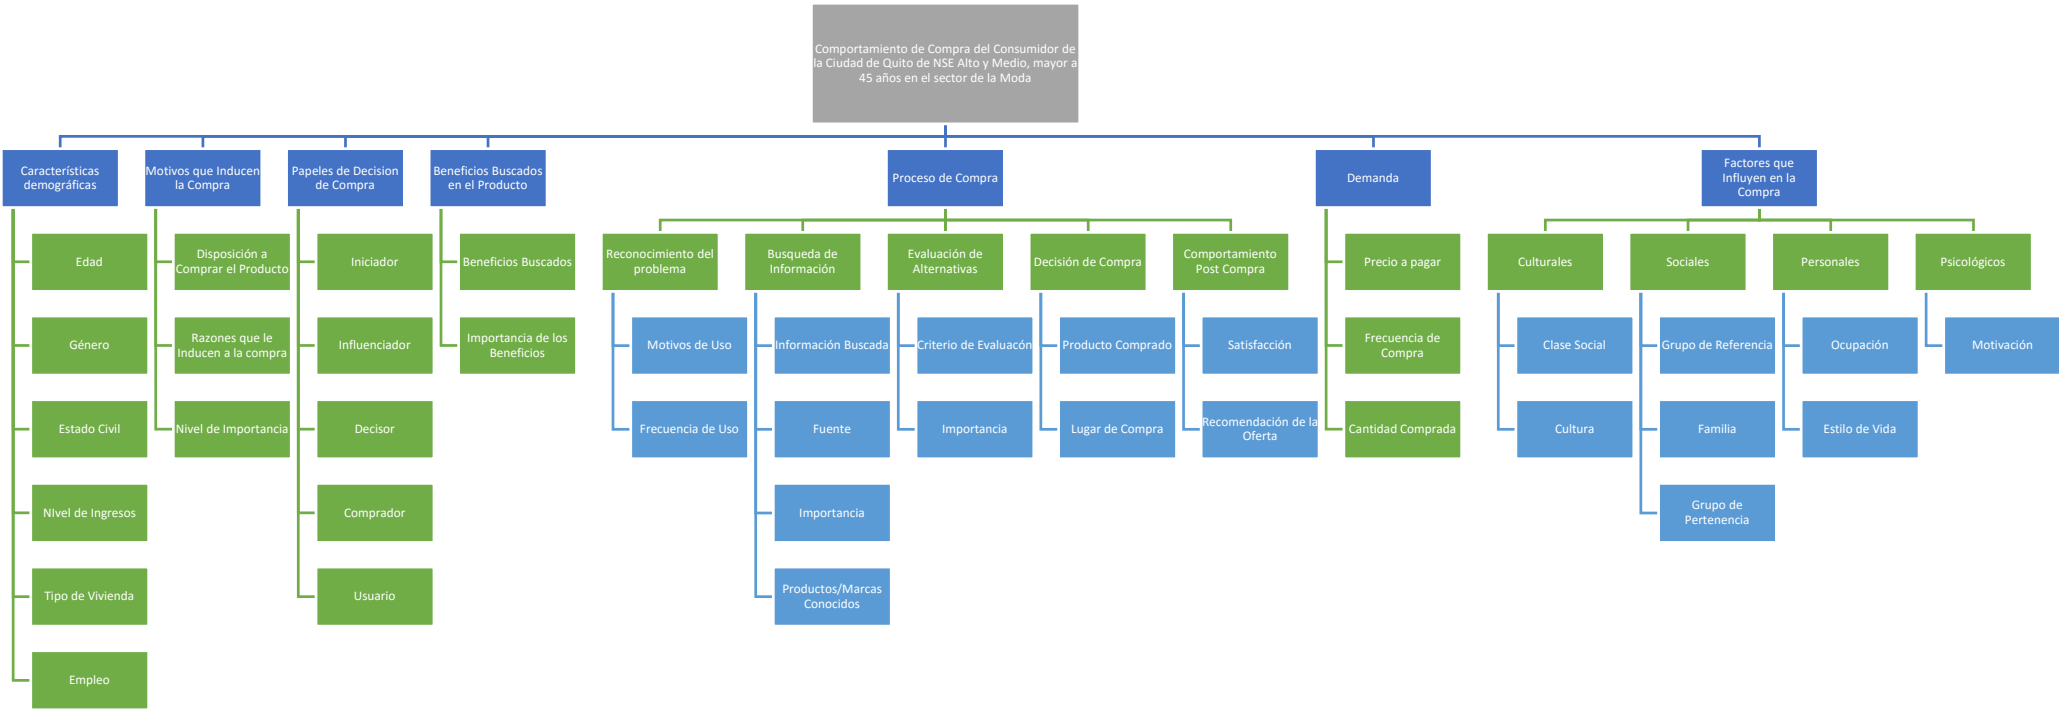 Comportamiento de Compra del Consumidor de
la Ciudad de Quito de NSE Alto y Medio, mayor a
45 años en el sector de la Moda
Características
demográficas
Edad
Género
Estado Civil
NIvel de Ingresos
Tipo de Vivienda
Empleo
Motivos que Inducen
la Compra
Disposición a
Comprar el Producto
Razones que le
Inducen a la compra
Nivel de Importancia
Papeles de Decision
de Compra
Iniciador
Influenciador
Decisor
Comprador
Usuario
Beneficios Buscados
en el Producto
Beneficios Buscados
Importancia de los
Beneficios
Proceso de Compra
Reconocimiento del
problema
Motivos de Uso
Frecuencia de Uso
Busqueda de
Información
Información Buscada
Fuente
Importancia
Productos/Marcas
Conocidos
Evaluación de
Alternativas
Criterio de Evaluacón
Importancia
Decisión de Compra
Producto Comprado
Lugar de Compra
Comportamiento
Post Compra
Satisfacción
Recomendación de la
Oferta
Demanda
Precio a pagar
Frecuencia de
Compra
Cantidad Comprada
Factores que
Influyen en la
Compra
Culturales
Clase Social
Cultura
Sociales
Grupo de Referencia
Familia
Grupo de
Pertenencia
Personales
Ocupación
Estilo de Vida
Psicológicos
Motivación